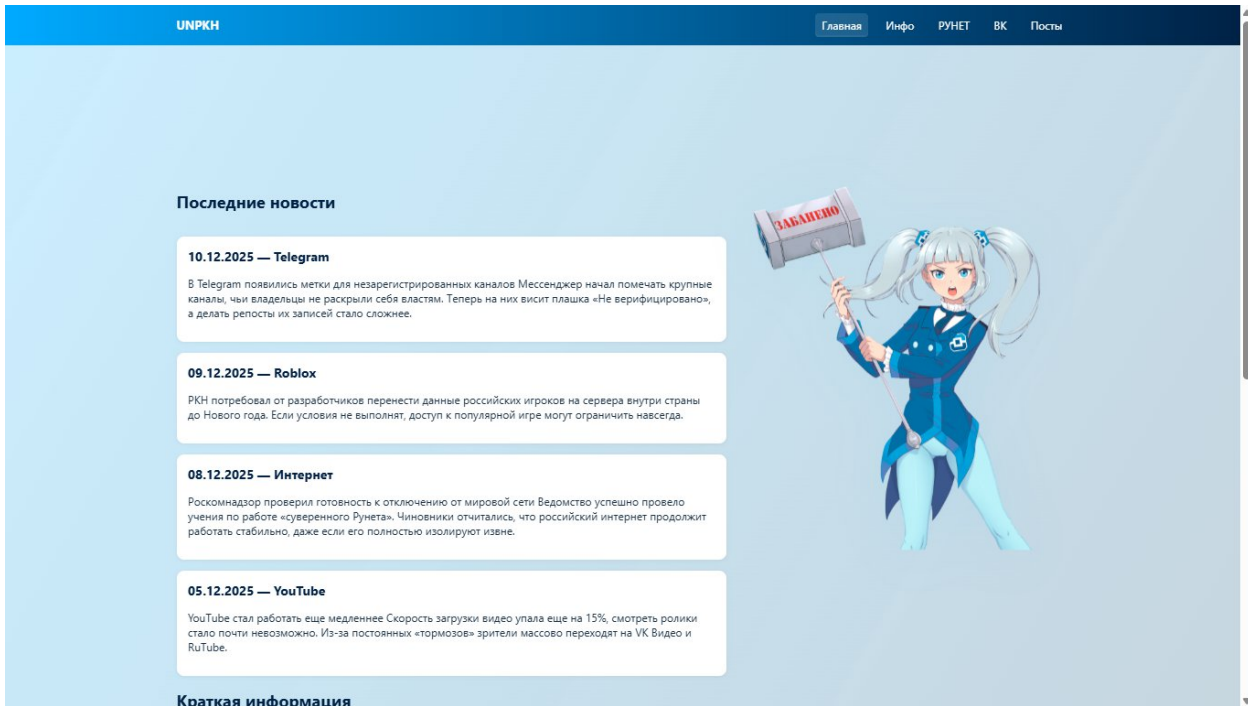 UNPKH
Главная Инфо РУНЕТ ВК Посты
Последние новости
ЗАБАНЕНО
10.12.2025 — Telegram
В Telegram появились метки для незарегистрированных каналов Мессенджер начал помечать крупные
каналы, чьи владельцы не раскрыли себя властям. Теперь на них висит плашка «Не верифицировано»,
а делать репосты их записей стало сложнее.
09.12.2025 — Roblox
РКН потребовал от разработчиков перенести данные российских игроков на сервера внутри страны
до Нового года. Если условия не выполнят, доступ к популярной игре могут ограничить навсегда.
08.12.2025 — Интернет
Роскомнадзор проверил готовность к отключению от мировой сети Ведомство успешно провело
учения по работе «суверенного Рунета». Чиновники отчитались, что российский интернет продолжит
работать стабильно, даже если его полностью изолируют извне.
05.12.2025 — YouTube
YouTube стал работать еще медленнее Скорость загрузки видео упала еще на 15%, смотреть ролики
стало почти невозможно. Из-за постоянных «тормозов» зрители массово переходят на VK Видео и
RuTube.
Краткая информация